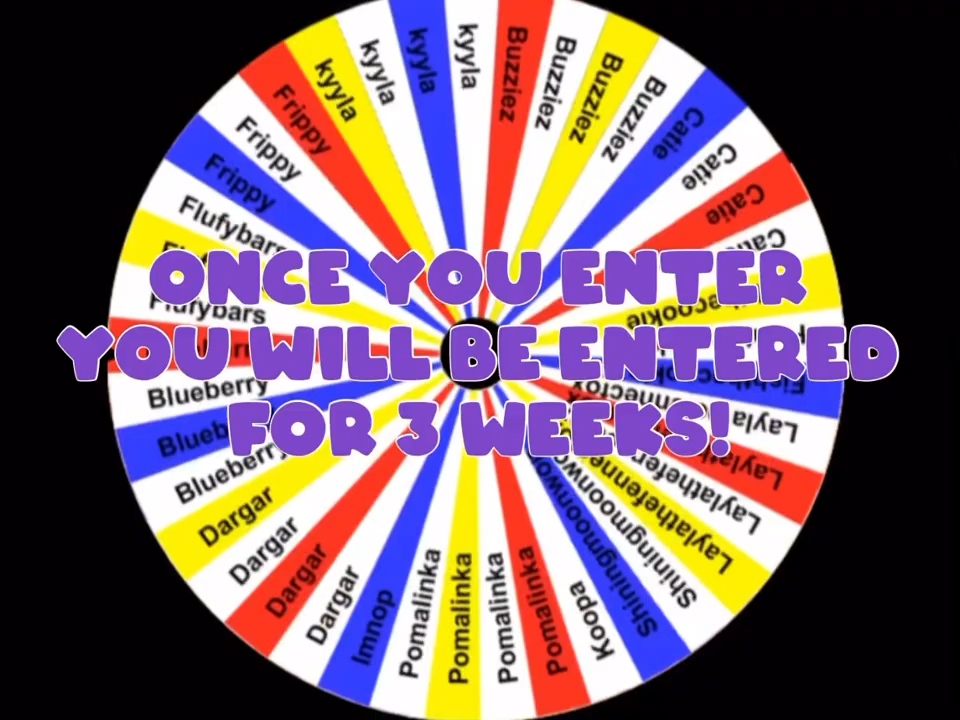 ONCE YOU ENTER
YOU WILL BE ENTERED
FOR 3 WEEKS!
Buzziez
Buzziez
Buzziez
Buzziez
Catie
Catie
Catie
Koopa
Pomalinka
Pomalinka
Pomalinka
Pomalinka
Imnop
Dargar
Dargar
Dargar
Dargar
Blueberry
Blueberry
Flufybars
Flufybars
Frippy
Frippy
Frippy
kyyla
kyyla
kyyla
kyyla